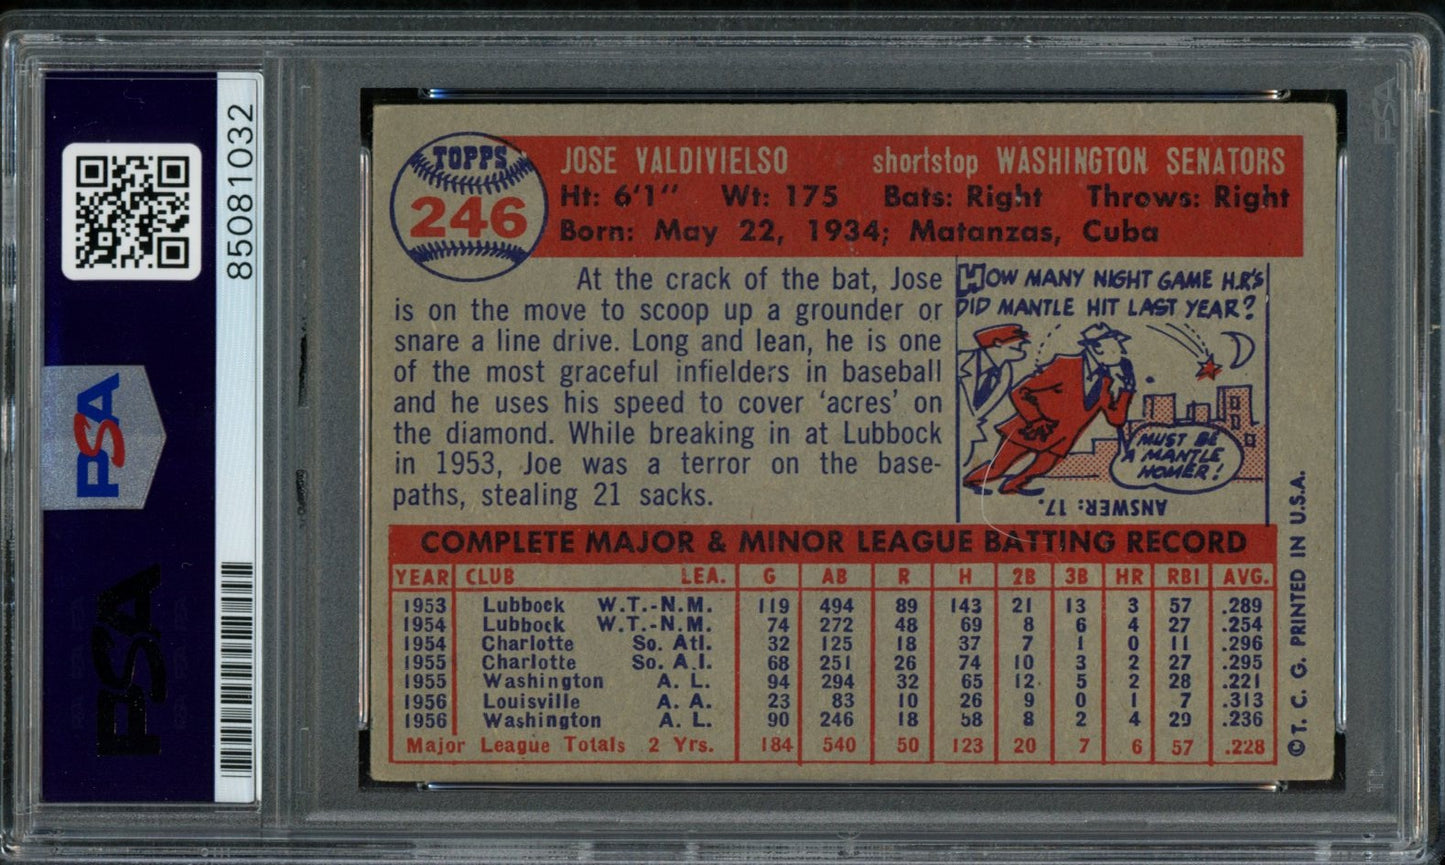 85081032
PSA
PSA
PSA
TOPPS
246
JOSE VALDIVIELSO shortstop WASHINGTON SENATORS
Ht: 6'1" Wt: 175 Bats: Right Throws: Right
Born: May 22, 1934; Matanzas, Cuba
At the crack of the bat, Jose
is on the move to scoop up a grounder or
snare a line drive. Long and lean, he is one
of the most graceful infielders in baseball
and he uses his speed to cover 'acres' on
the diamond. While breaking in at Lubbock
in 1953, Joe was a terror on the base-
paths, stealing 21 sacks.
HOW MANY NIGHT GAME H.R's
DID MANTLE HIT LAST YEAR?
MUST BE
A MANTLE
HOMER!
ANSWER: 17.
COMPLETE MAJOR & MINOR LEAGUE BATTING RECORD
YEAR CLUB LEA. G AB R H 2B 3B HR RBI AVG.
1953 Lubbock W.T.-N.M. 119 494 89 143 21 13 3 57 .289
1954 Lubbock W.T.-N.M. 74 272 48 69 8 6 4 27 .254
1954 Charlotte So. Atl. 32 125 18 37 7 1 0 11 .296
1955 Charlotte So. A.l. 68 251 26 74 10 3 2 27 .295
1955 Washington A. L. 94 294 32 65 12 5 2 28 .221
1956 Louisville A. A. 23 83 10 26 9 0 1 7 .313
1956 Washington A. L. 90 246 18 58 8 2 4 29 .236
Major League Totals 2 Yrs. 184 540 50 123 20 7 6 57 .228
©T. C. G. PRINTED IN U.S.A.